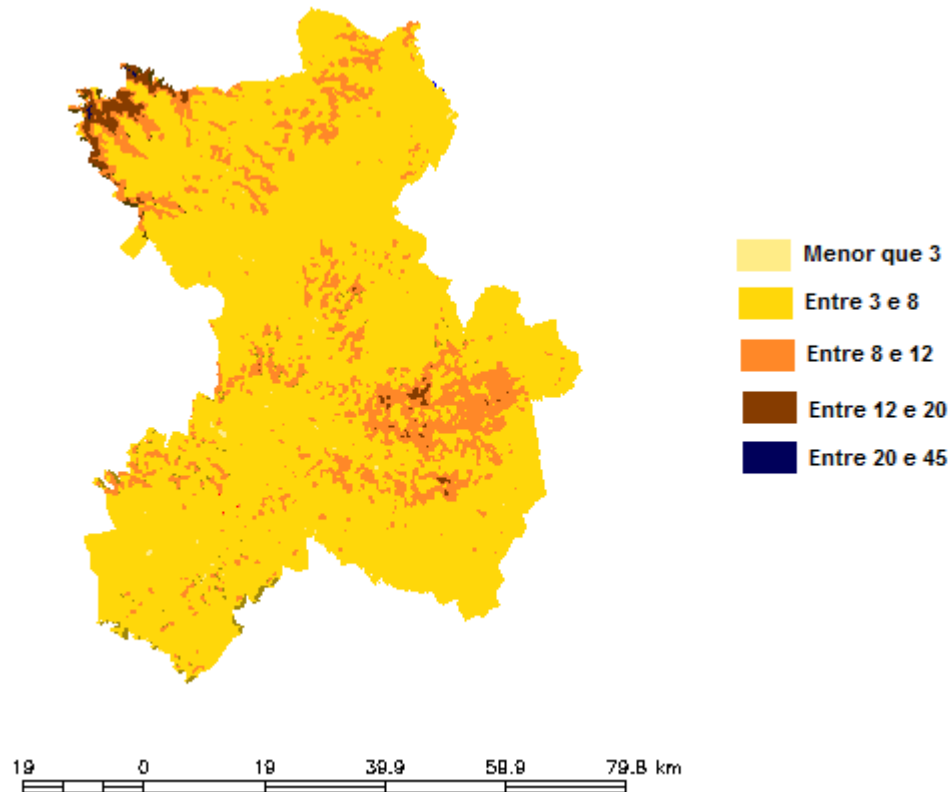 Menor que 3
Entre 3 e 8
Entre 8 e 12
Entre 12 e 20
Entre 20 e 45
19 0 19 39.9 59.9 79.8 km